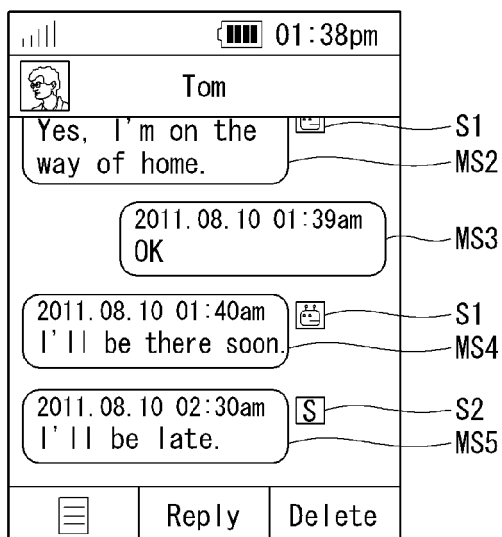 01:38pm
Tom
Yes, I'm on the
way of home.
S1
MS2
2011.08.10 01:39am
OK
MS3
2011.08.10 01:40am
I'll be there soon.
S1
MS4
2011.08.10 02:30am
I'll be late.
S
S2
MS5
Reply
Delete